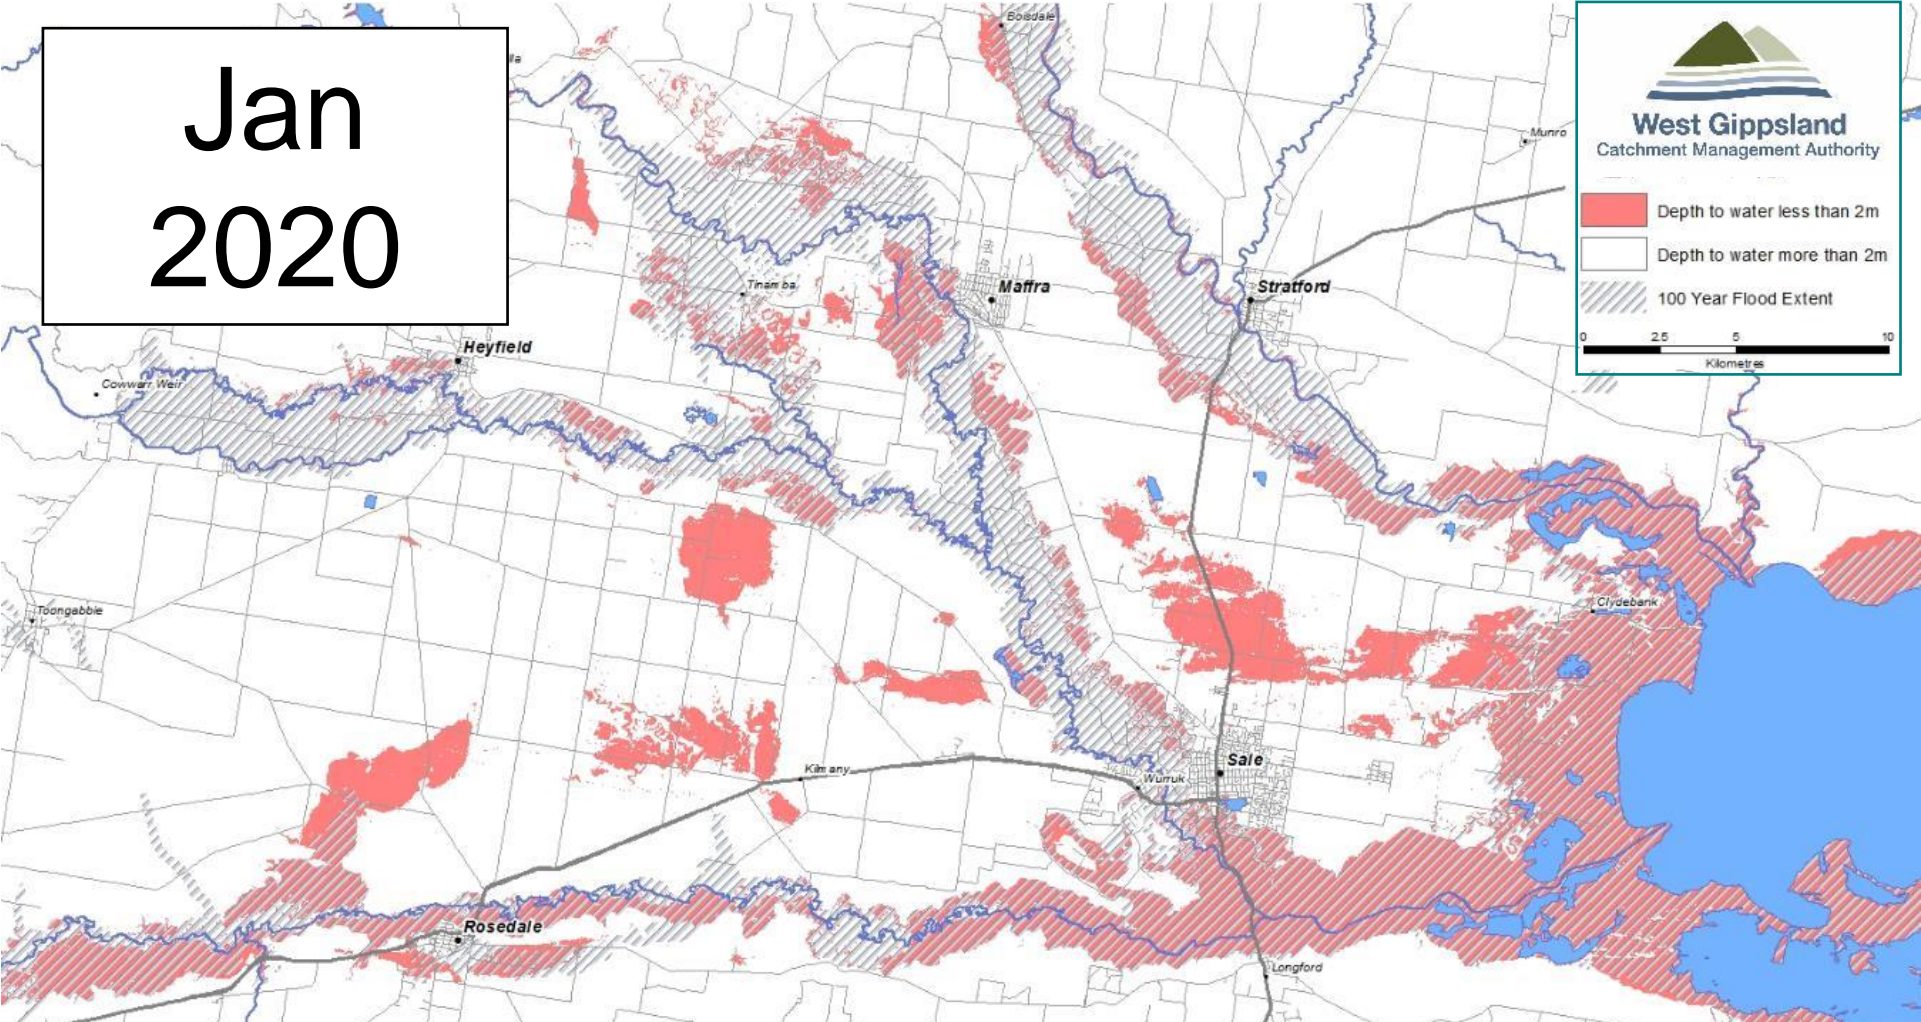 Jan
2020
lla
Boisdale
Munro
Tinamba
Maffra
Stratford
Heyfield
Cowwarr Weir
Toongabbie
Clydebank
Kilmany
Wurruk
Sale
Rosedale
Longford
West Gippsland
Catchment Management Authority
Depth to water less than 2m
Depth to water more than 2m
100 Year Flood Extent
0 2.5 5 10
Kilometres